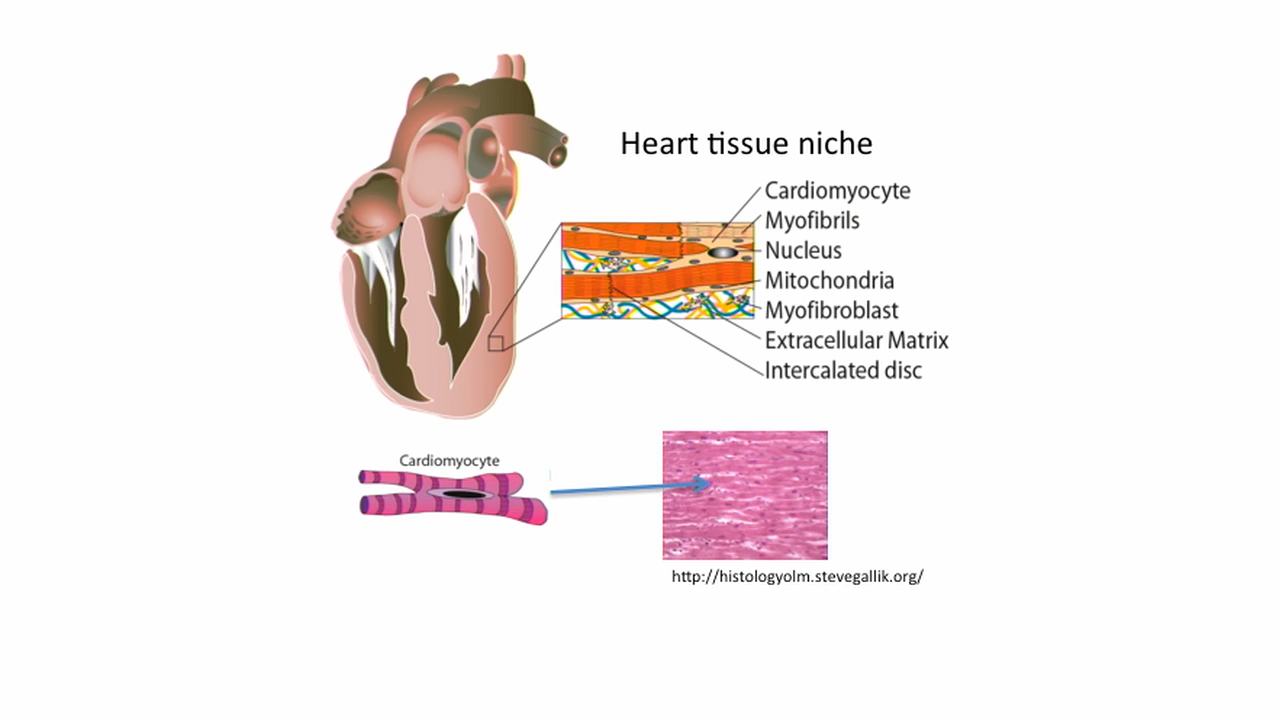 Heart tissue niche
Cardiomyocyte
Myofibrils
Nucleus
Mitochondria
Myofibroblast
Extracellular Matrix
Intercalated disc
Cardiomyocyte
http://histologyolm.stevegallik.org/